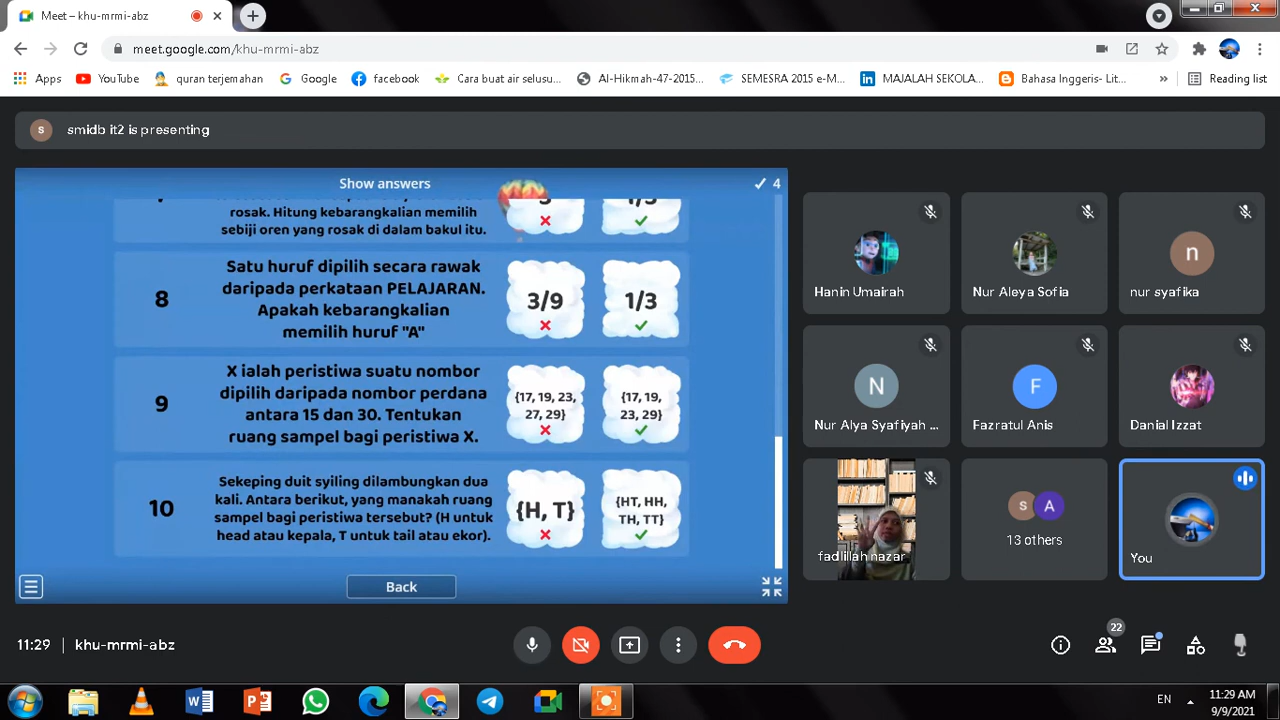 Meet – khu-mrmi-abz
meet.google.com/khu-mrmi-abz
Apps YouTube quran terjemahan Google facebook Cara buat air selusu... Al-Hikmah-47-2015... SEMESRA 2015 e-M... MAJALAH SEKOLA... Bahasa Inggeris- Lit... » Reading list
s smidb it2 is presenting
Show answers 4
rosak. Hitung kebarangkalian memilih
sebiji oren yang rosak di dalam bakul itu.
1/3
8
Satu huruf dipilih secara rawak
daripada perkataan PELAJARAN.
Apakah kebarangkalian
memilih huruf "A"
3/9
1/3
9
X ialah peristiwa suatu nombor
dipilih daripada nombor perdana
antara 15 dan 30. Tentukan
ruang sampel bagi peristiwa X.
{17, 19, 23,
27, 29}
{17, 19,
23, 29}
10
Sekeping duit syiling dilambungkan dua
kali. Antara berikut, yang manakah ruang
sampel bagi peristiwa tersebut? (H untuk
head atau kepala, T untuk tail atau ekor).
{H, T}
{HT, HH,
TH, TT}
Back
Hanin Umairah
Nur Aleya Sofia
n
nur syafika
N
Nur Alya Syafiyah ...
F
Fazratul Anis
Danial Izzat
fadlillah nazar
S A
13 others
You
11:29 | khu-mrmi-abz
22
EN
11:29 AM
9/9/2021